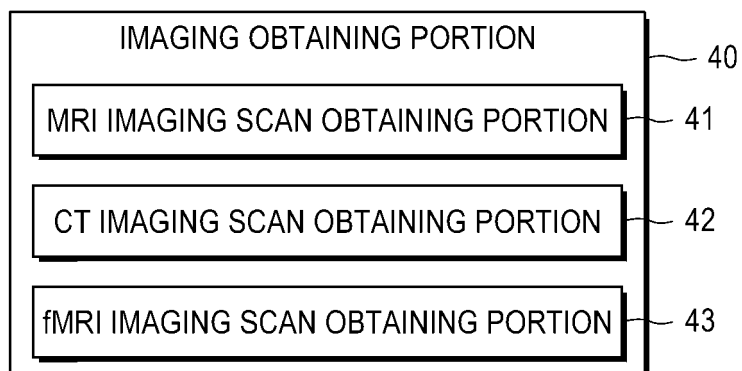 IMAGING OBTAINING PORTION
40
MRI IMAGING SCAN OBTAINING PORTION
41
CT IMAGING SCAN OBTAINING PORTION
42
fMRI IMAGING SCAN OBTAINING PORTION
43